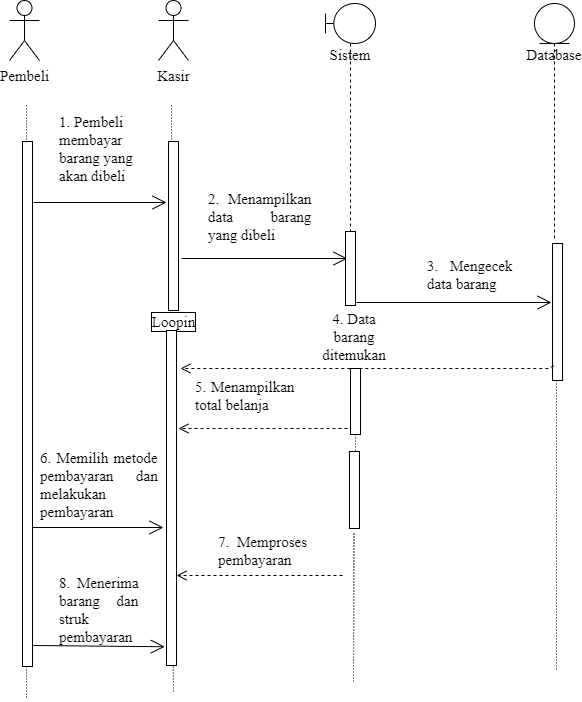 Pembeli
Kasir
Sistem
Database
1. Pembeli
membayar
barang yang
akan dibeli
2. Menampilkan
data barang
yang dibeli
3. Mengecek
data barang
Loopin
4. Data
barang
ditemukan
5. Menampilkan
total belanja
6. Memilih metode
pembayaran dan
melakukan
pembayaran
7. Memproses
pembayaran
8. Menerima
barang dan
struk
pembayaran